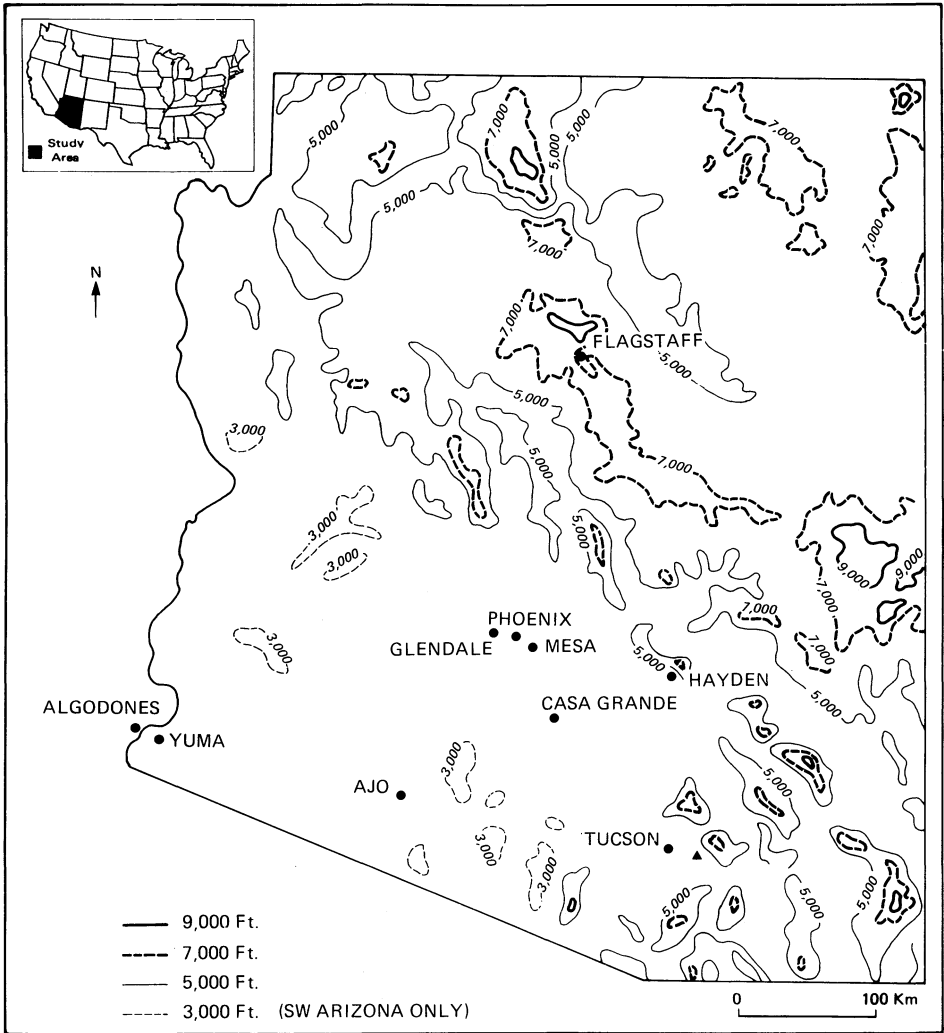 Study
Area
N
5,000
7,000
5,000
5,000
5,000
7,000
7,000
7,000
7,000
FLAGSTAFF
5,000
5,000
3,000
5,000
7,000
3,000
3,000
5,000
9,000
9,000
7,000
PHOENIX
GLENDALE
MESA
3,000
5,000
7,000
7,000
HAYDEN
5,000
CASA GRANDE
ALGODONES
YUMA
3,000
5,000
AJO
TUCSON
3,000
3,000
5,000
5,000
5,000
9,000 Ft.
7,000 Ft.
5,000 Ft.
3,000 Ft. (SW ARIZONA ONLY)
0 100 Km